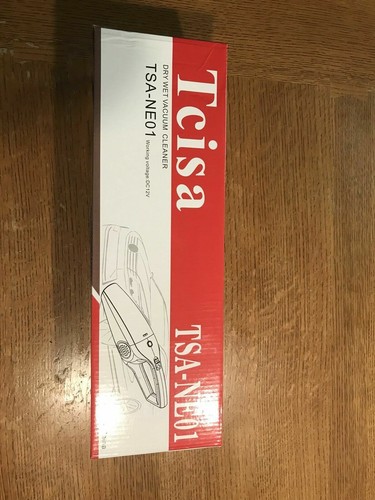 Tcisa
TSA-NE01
DRY WET VACUUM CLEANER
TSA-NE01 Working voltage:DC12V